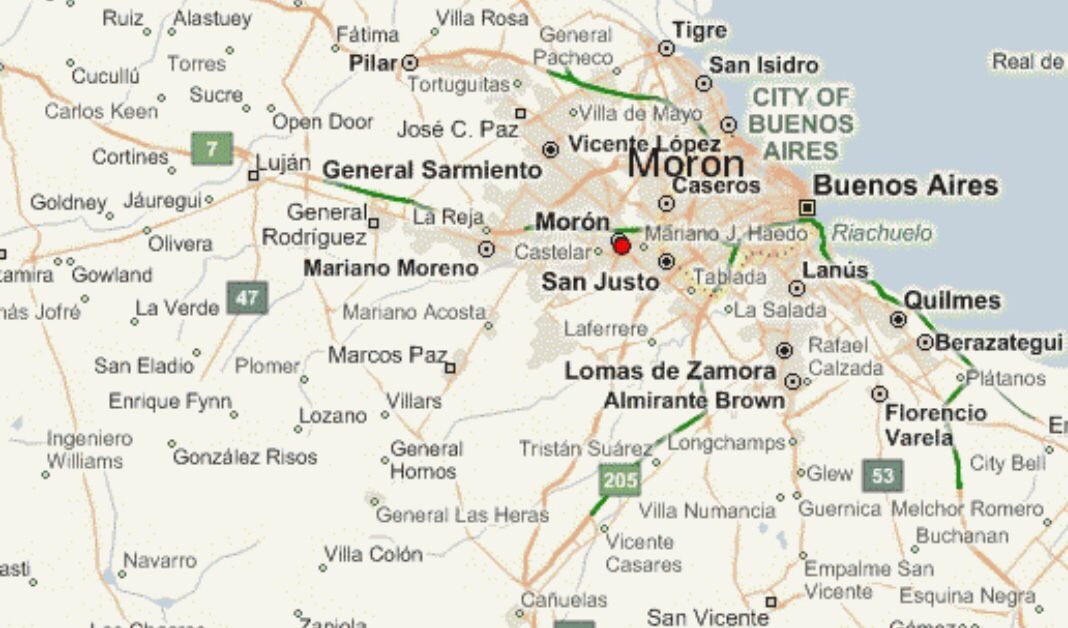 Ruiz
Alastuey
Villa Rosa
Tigre
Fátima
General
Pacheco
Pilar
San Isidro
Real de
Torres
Cucullú
Tortuguitas
Sucre
CITY OF
BUENOS
AIRES
Carlos Keen
Open Door
José C. Paz
Villa de Mayo
7
Vicente López
Cortines
Luján
General Sarmiento
Moron
Caseros
Buenos Aires
Goldney
Jáuregui
General
Rodríguez
La Reja
Morón
Mariano J. Haedo
Riachuelo
Olivera
Castelar
tamira
Gowland
Mariano Moreno
San Justo
Tablada
Lanús
47
Quilmes
nás Jofré
La Verde
Mariano Acosta
La Salada
Laferrere
Berazategui
San Eladio
Plomer
Marcos Paz
Rafael
Calzada
Lomas de Zamora
Plátanos
Enrique Fynn
Villars
Almirante Brown
Florencio
Varela
Lozano
Ingeniero
Williams
González Risos
General
Hornos
Tristán Suárez
Longchamps
City Bell
205
Glew
53
General Las Heras
Villa Numancia
Guernica
Melchor Romero
Buchanan
Navarro
Villa Colón
Vicente
Casares
asti
Empalme San
Vicente
Esquina Negra
Cañuelas
San Vicente